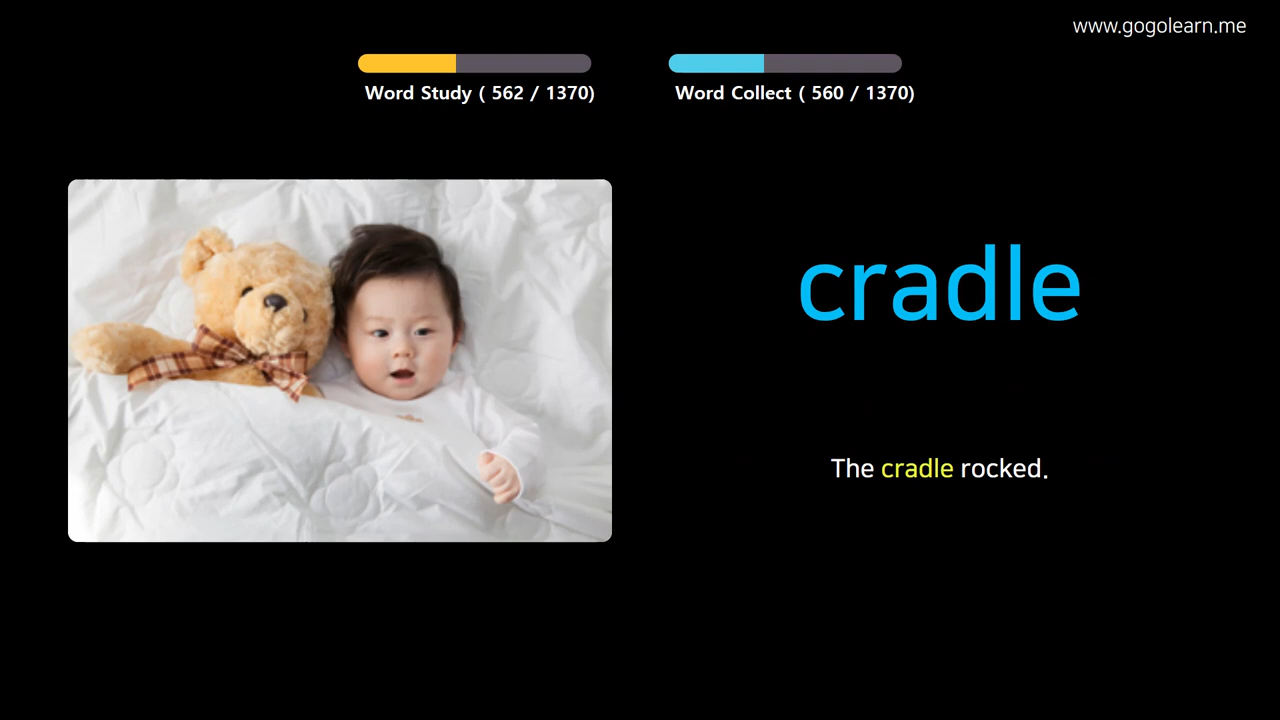 www.gogolearn.me
Word Study ( 562 / 1370)
Word Collect ( 560 / 1370)
cradle
The cradle rocked.